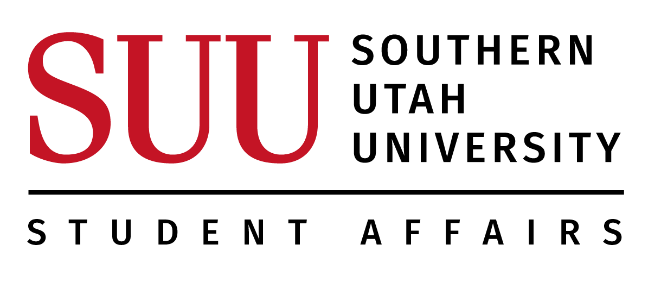 SUU
SOUTHERN
UTAH
UNIVERSITY
STUDENT AFFAIRS